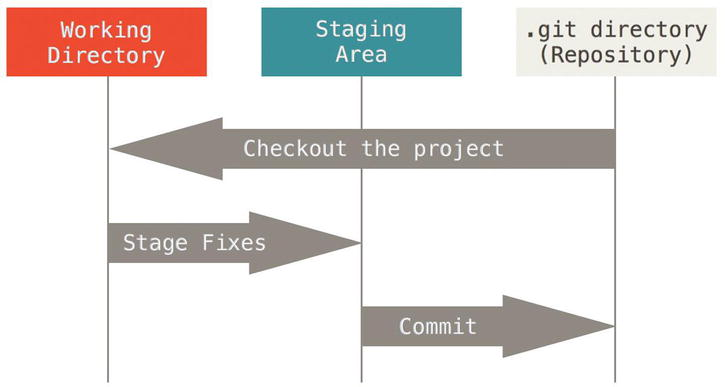 Working
Directory
Staging
Area
.git directory
(Repository)
Checkout the project
Stage Fixes
Commit